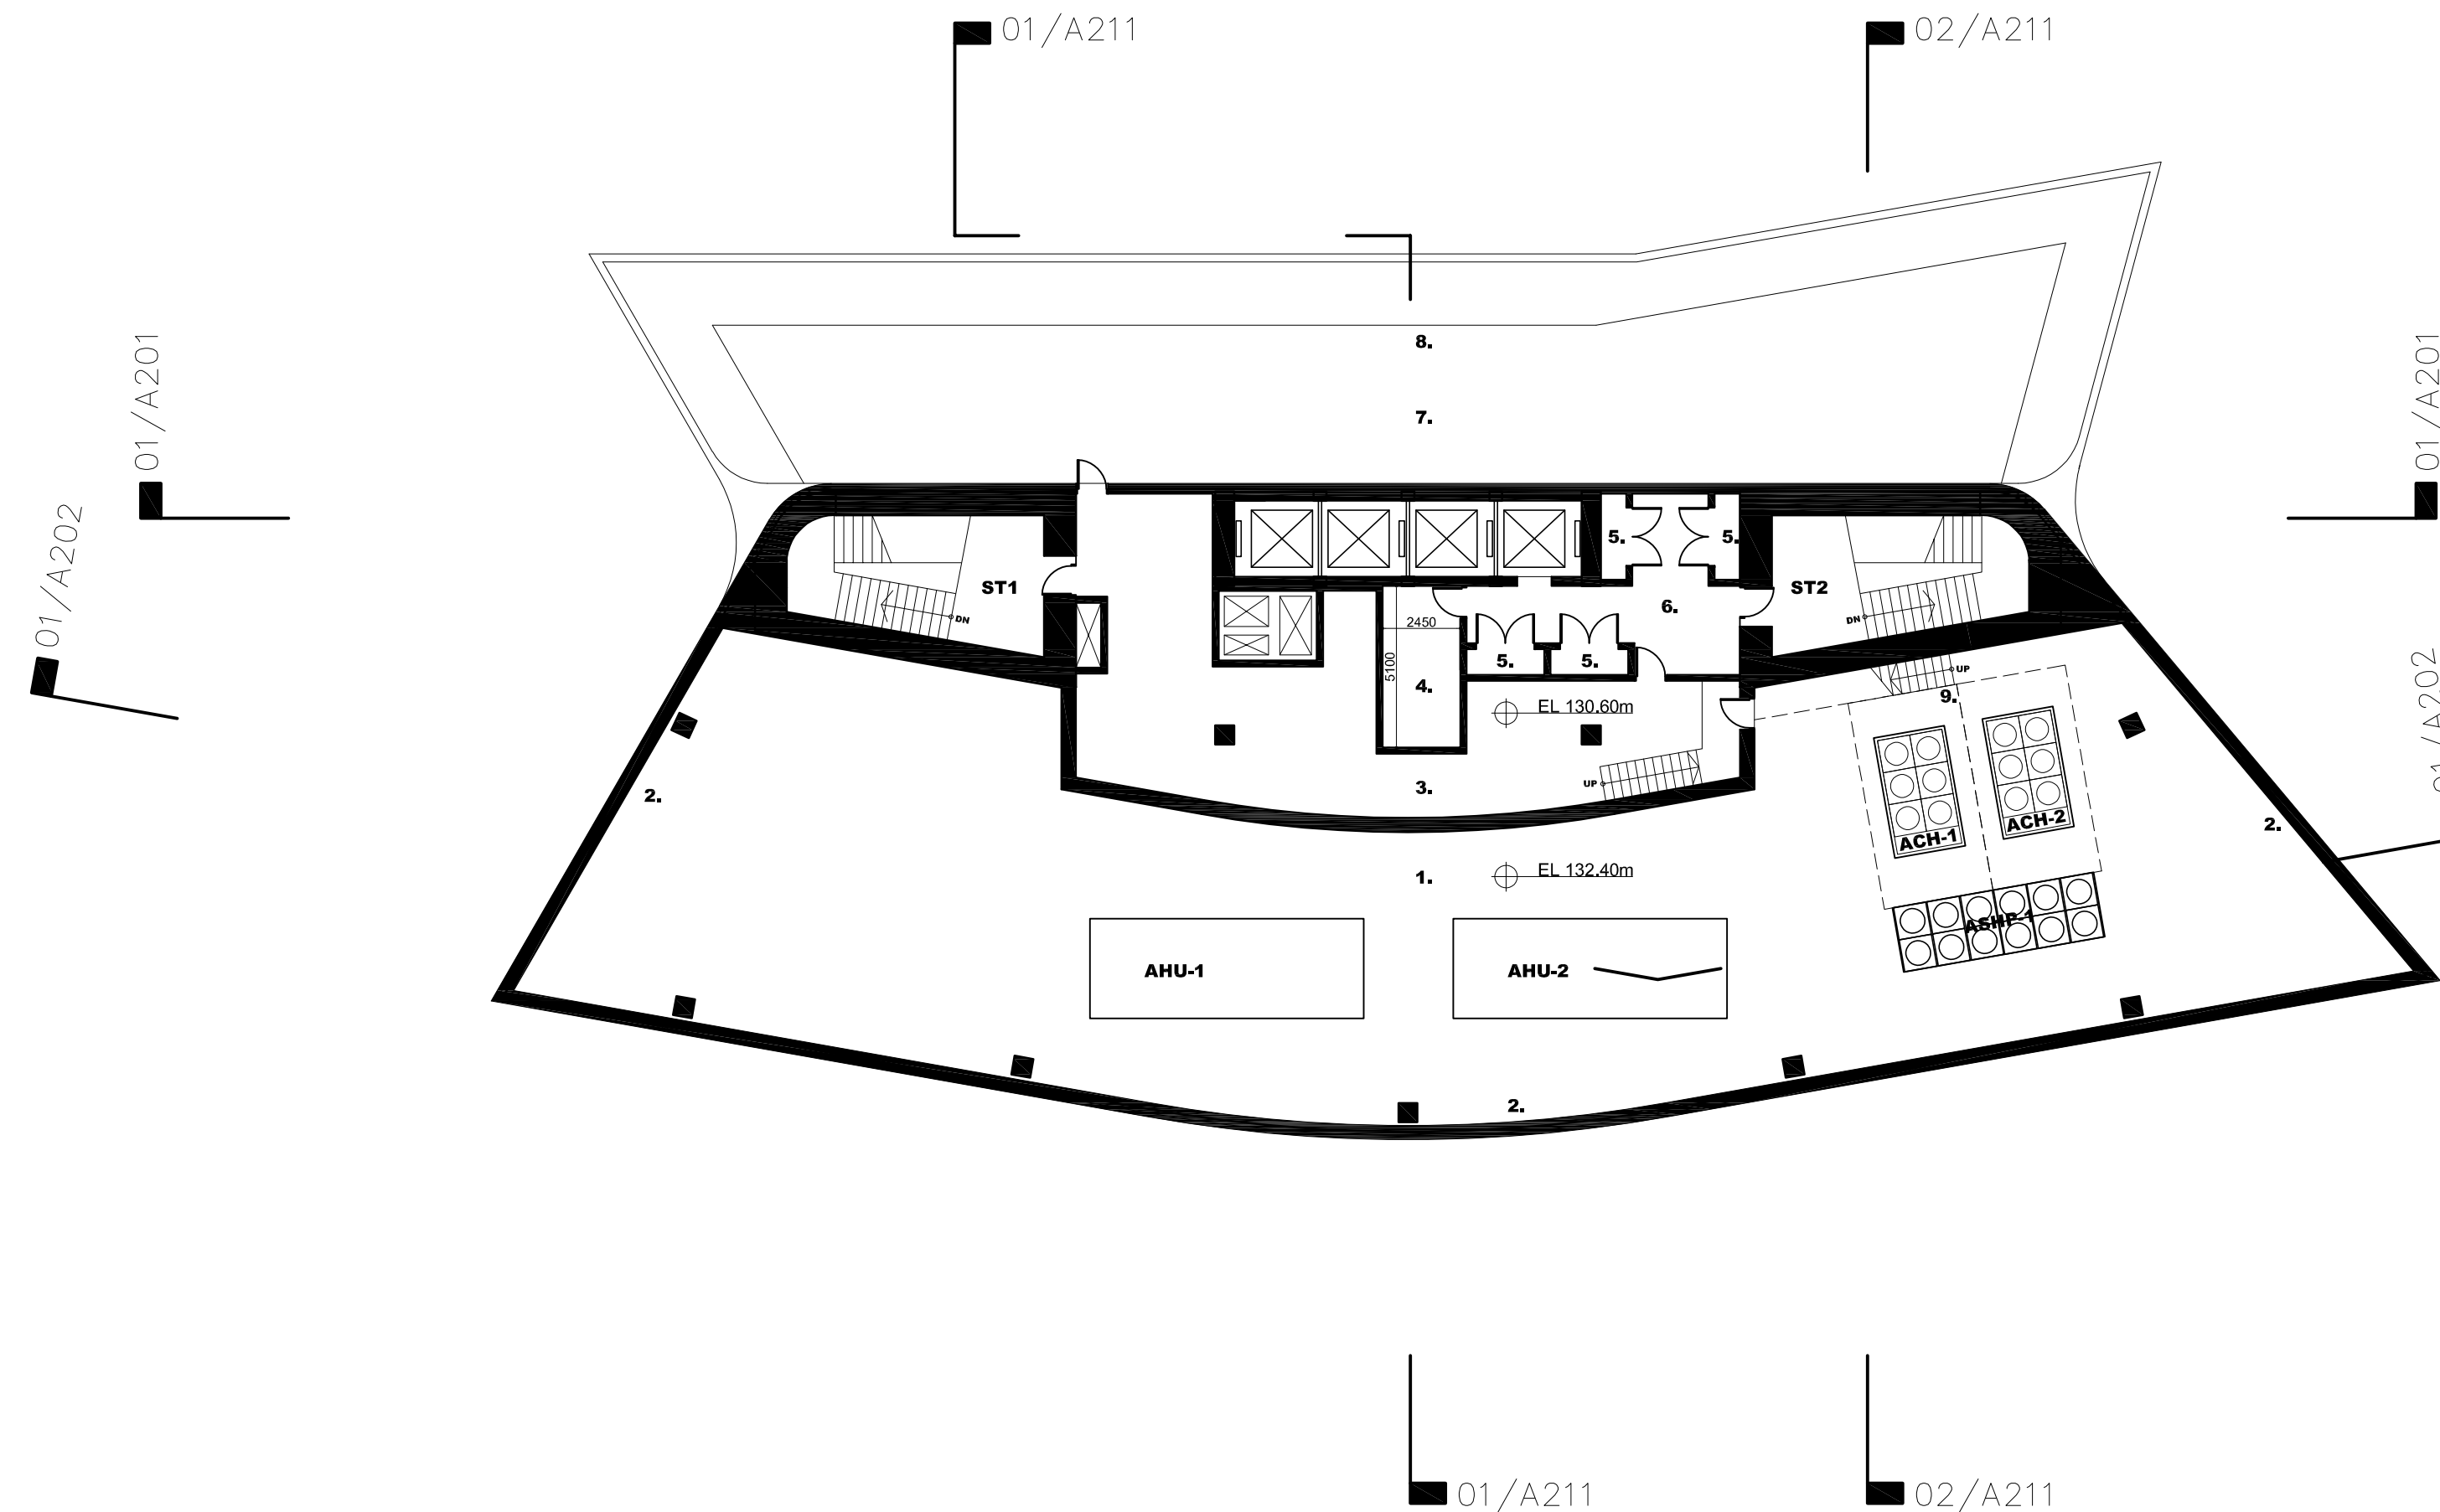 01/A211
02/A211
01/A201
01/A201
01/A202
01/A202
8.
7.
5.
5.
ST1
ST2
DN
DN
6.
2450
5100
5.
5.
4.
UP
9.
EL 130.60m
UP
3.
2.
2.
ACH-1
ACH-2
1.
EL 132.40m
ASHP-1
AHU-1
AHU-2
2.
01/A211
02/A211